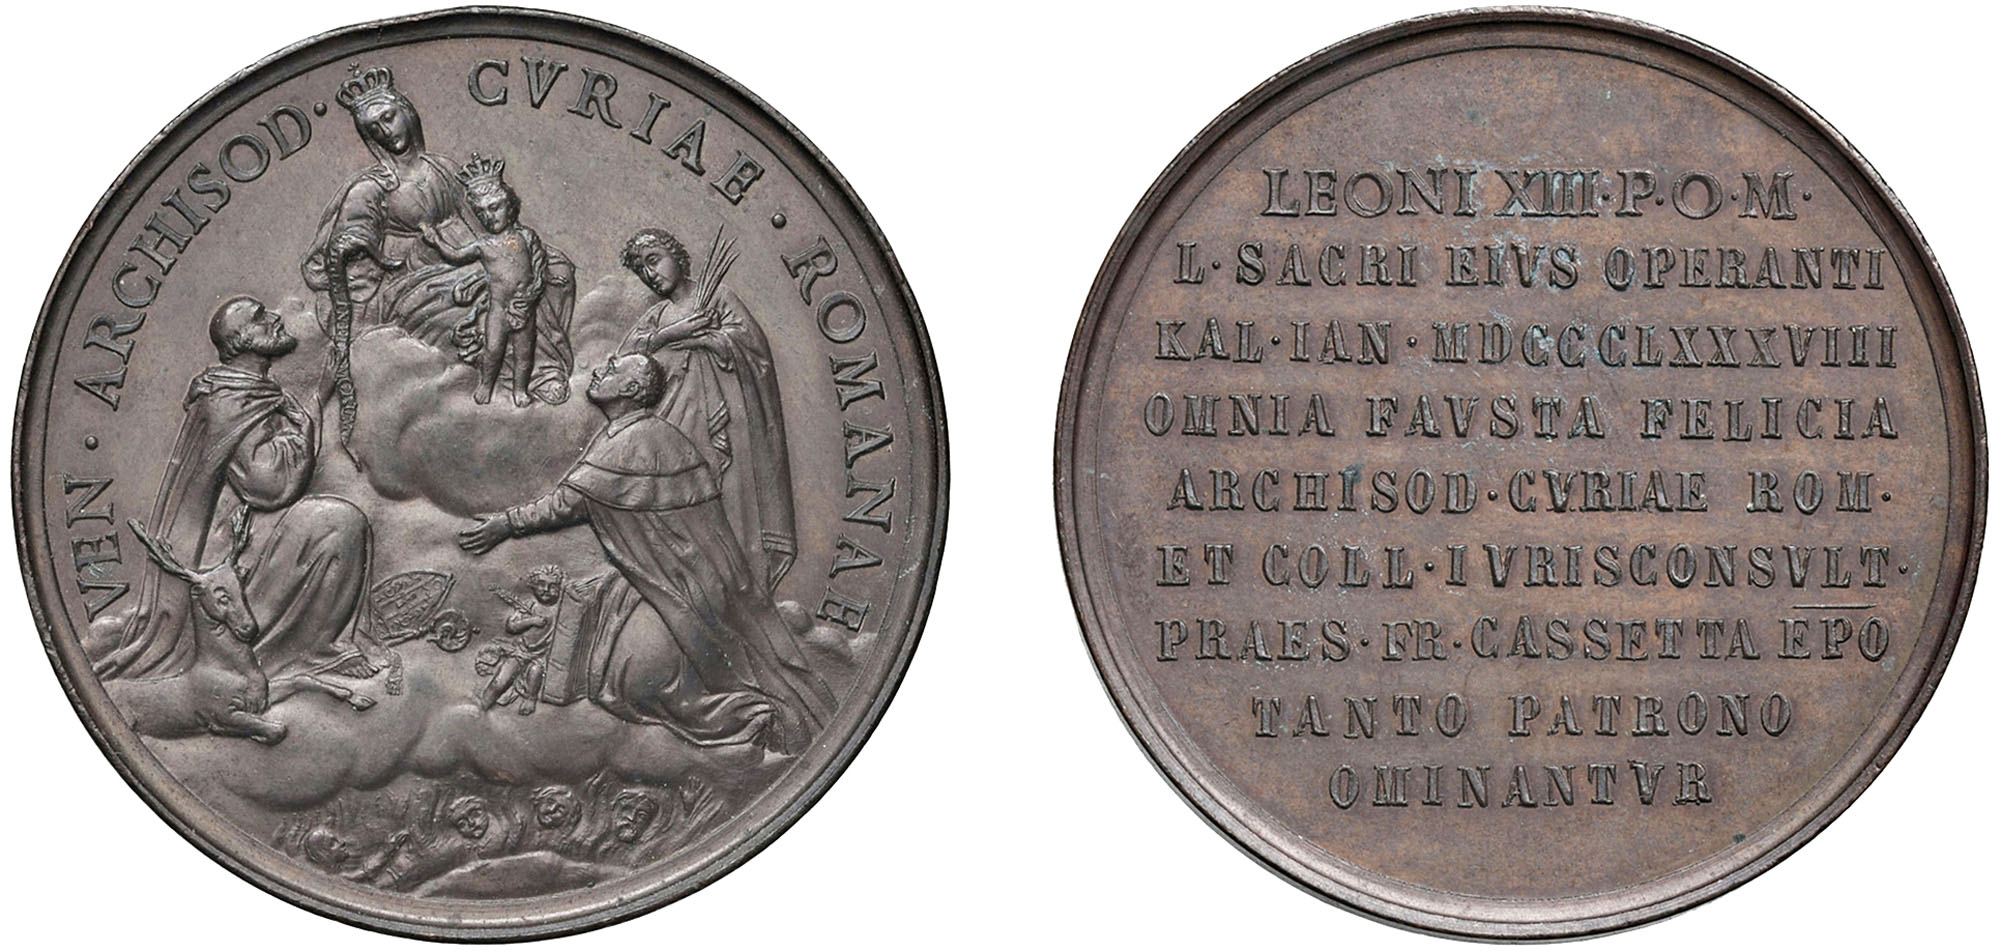 VEN · ARCHISOD · CVRIAE · ROMANAE
LEONI XIII · P · O · M ·
L · SACRI EIVS OPERANTI
KAL · IAN · MDCCCLXXXVIII
OMNIA FAVSTA FELICIA
ARCHISOD · CVRIAE ROM ·
ET COLL · IVRISCONSVLT ·
PRAES · FR · CASSETTA EPO
TANTO PATRONO
OMINANTVR